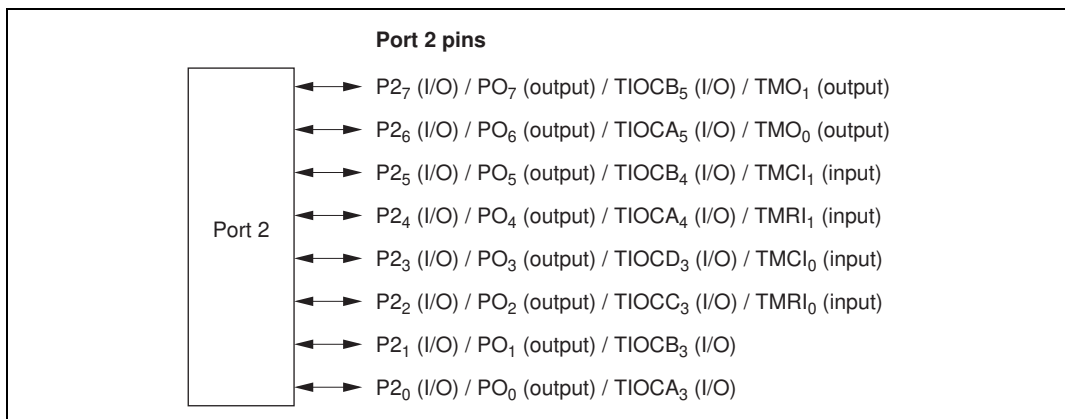 Port 2 pins
P2₇ (I/O) / PO₇ (output) / TIOCB₅ (I/O) / TMO₁ (output)
P2₆ (I/O) / PO₆ (output) / TIOCA₅ (I/O) / TMO₀ (output)
P2₅ (I/O) / PO₅ (output) / TIOCB₄ (I/O) / TMCI₁ (input)
P2₄ (I/O) / PO₄ (output) / TIOCA₄ (I/O) / TMRI₁ (input)
Port 2
P2₃ (I/O) / PO₃ (output) / TIOCD₃ (I/O) / TMCI₀ (input)
P2₂ (I/O) / PO₂ (output) / TIOCC₃ (I/O) / TMRI₀ (input)
P2₁ (I/O) / PO₁ (output) / TIOCB₃ (I/O)
P2₀ (I/O) / PO₀ (output) / TIOCA₃ (I/O)